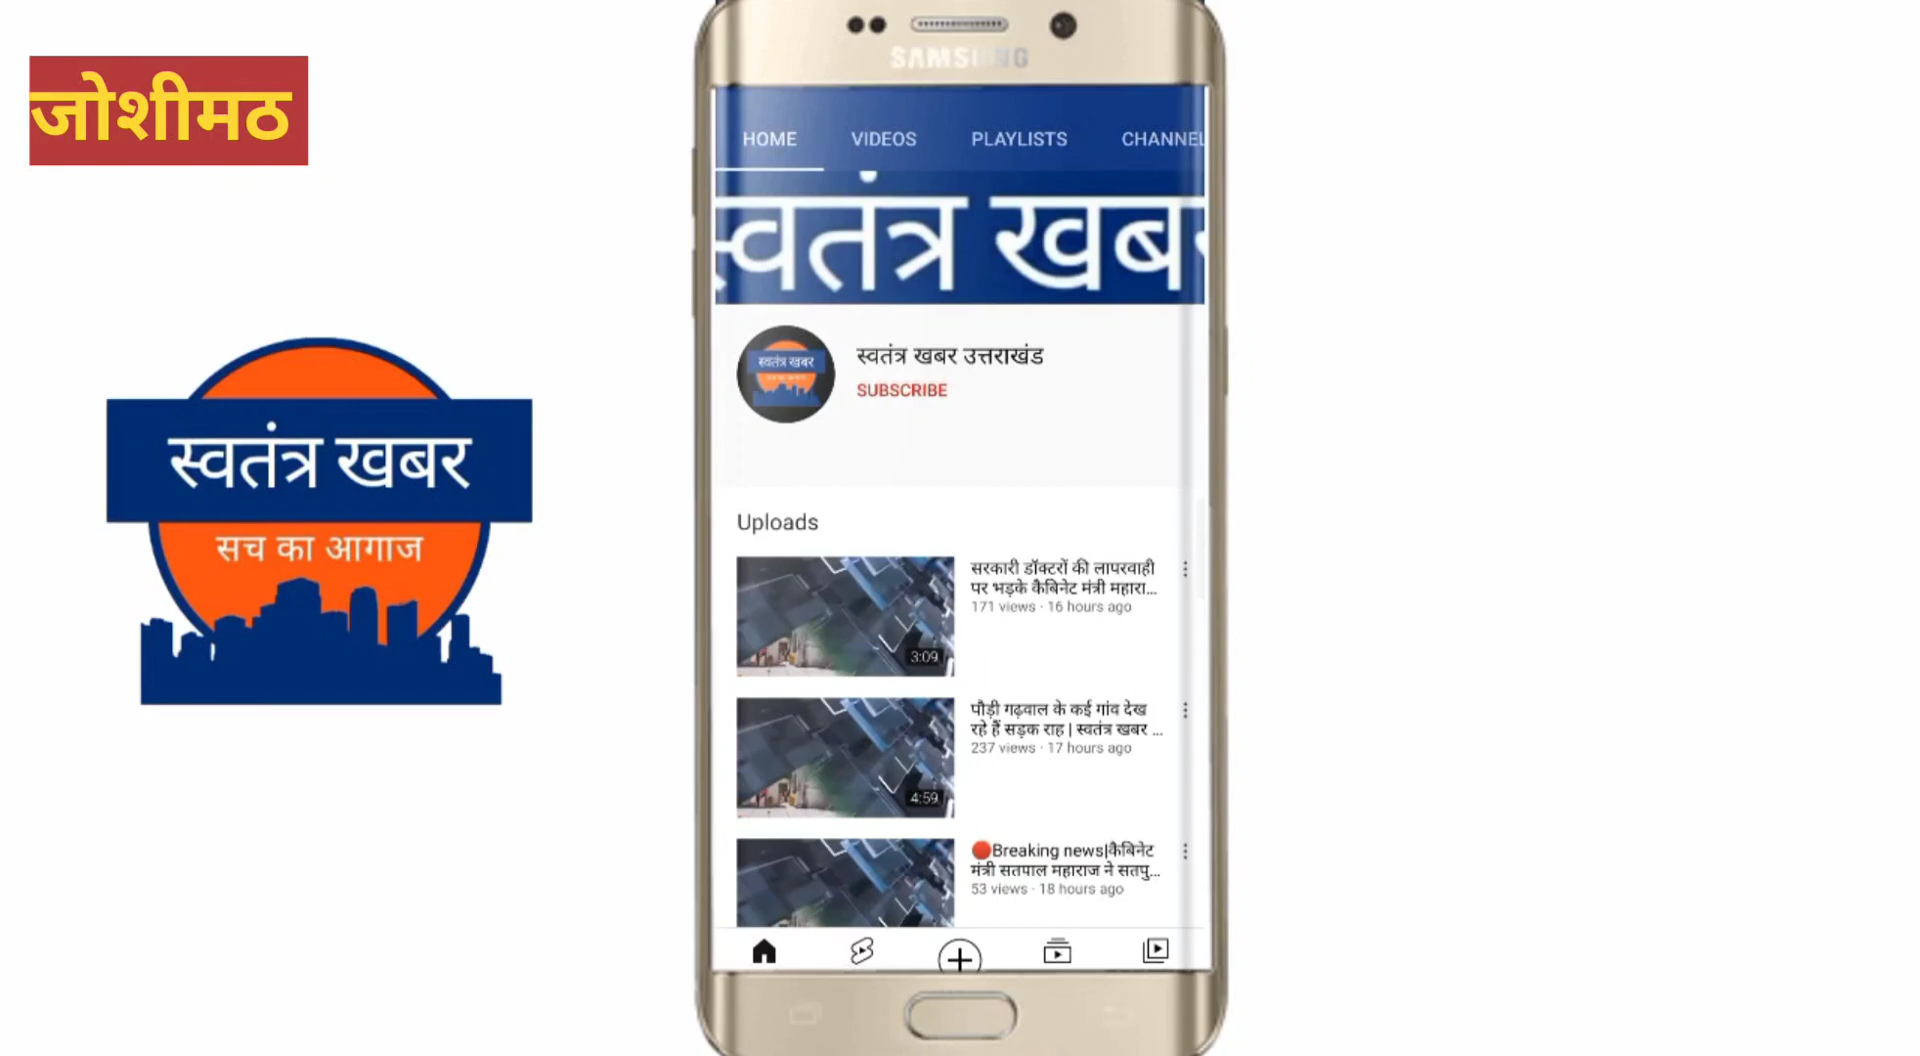 जोशीमठ
स्वतंत्र खबर
सच का आगाज
SAMSUNG
HOME VIDEOS PLAYLISTS CHANNEL
स्वतंत्र खबर
स्वतंत्र खबर
स्वतंत्र खबर उत्तराखंड
SUBSCRIBE
Uploads
सरकारी डॉक्टरों की लापरवाही
पर भड़के कैबिनेट मंत्री महारा...
171 views · 16 hours ago
3:09
पौड़ी गढ़वाल के कई गांव देख
रहे हैं सड़क राह | स्वतंत्र खबर ...
237 views · 17 hours ago
4:59
🔴Breaking news|कैबिनेट
मंत्री सतपाल महाराज ने सतपु...
53 views · 18 hours ago